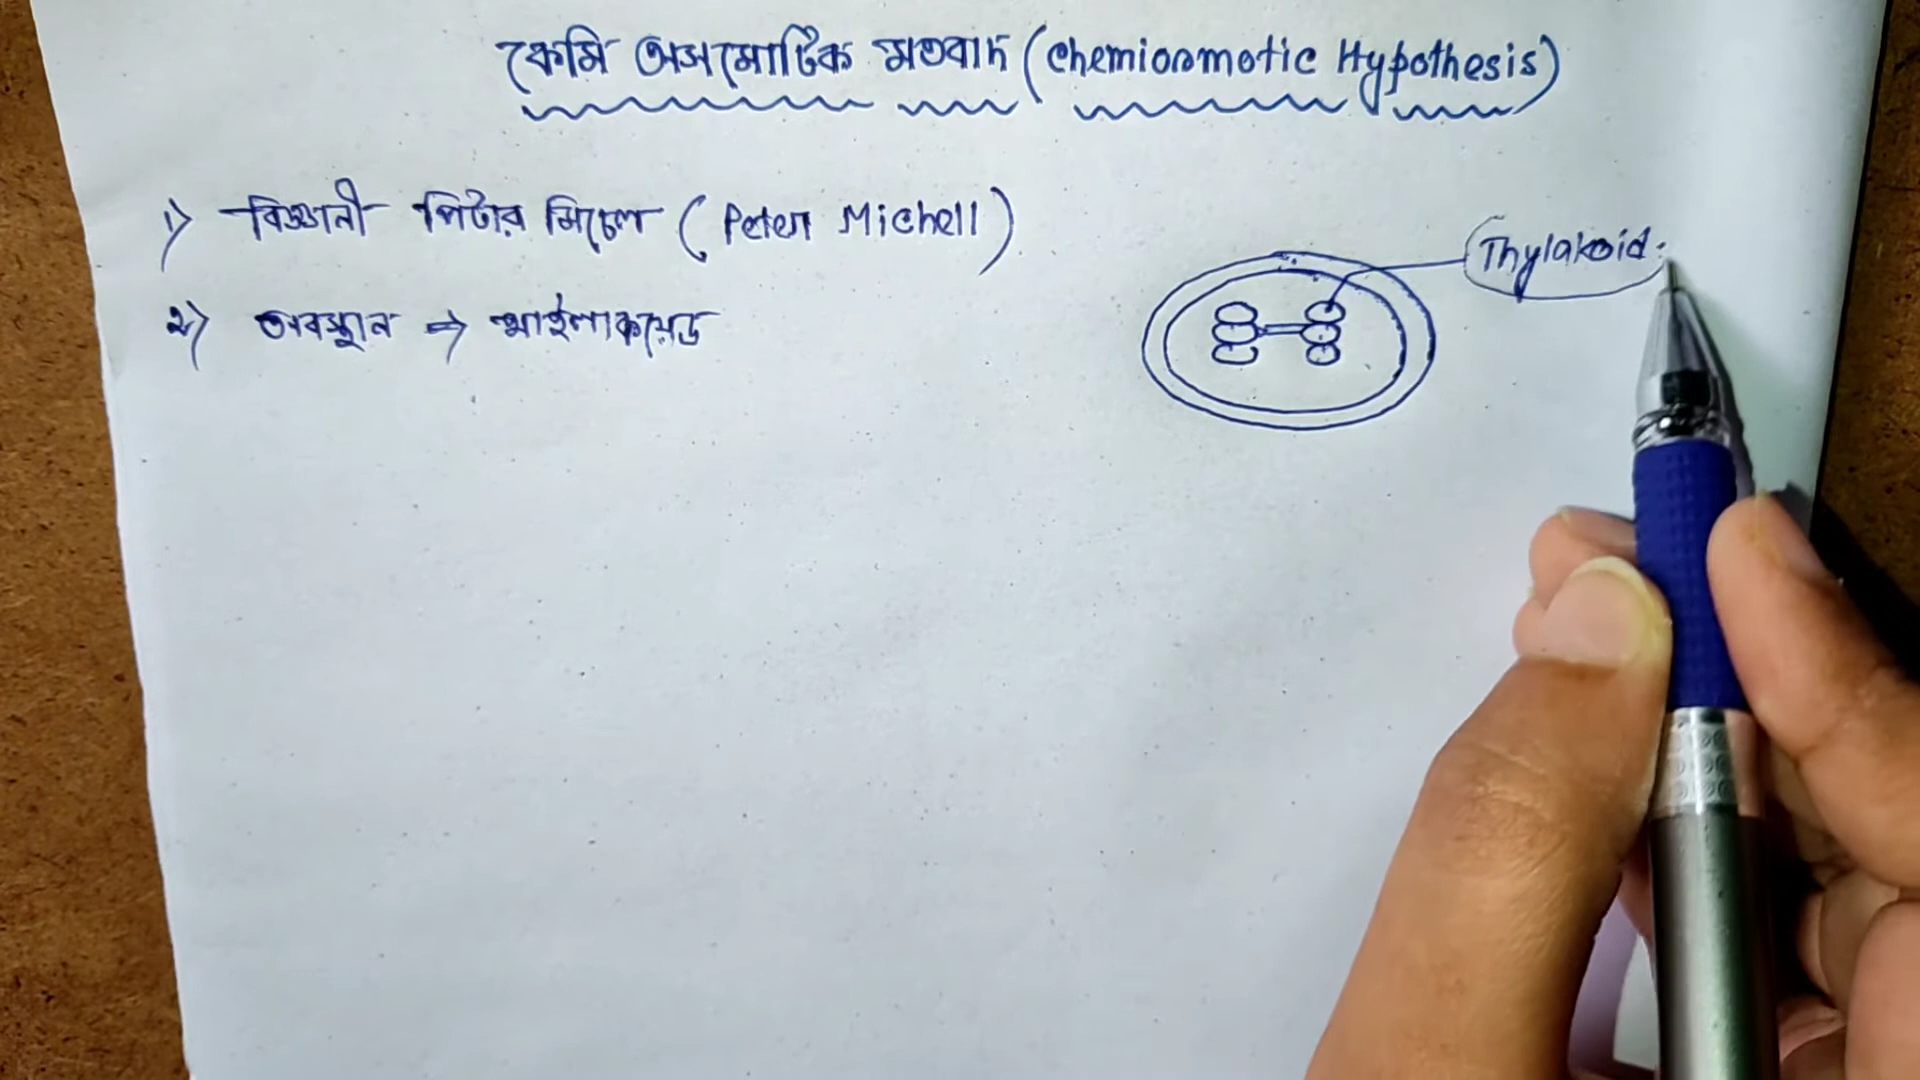 কেমি অসমোটিক মতবাদ (Chemiosmotic Hypothesis)
১) বিজ্ঞানী পিটার মিচেল (Peter Michell)
২) অবস্থান ⇒ থাইলাকয়েড
Thylakoid.